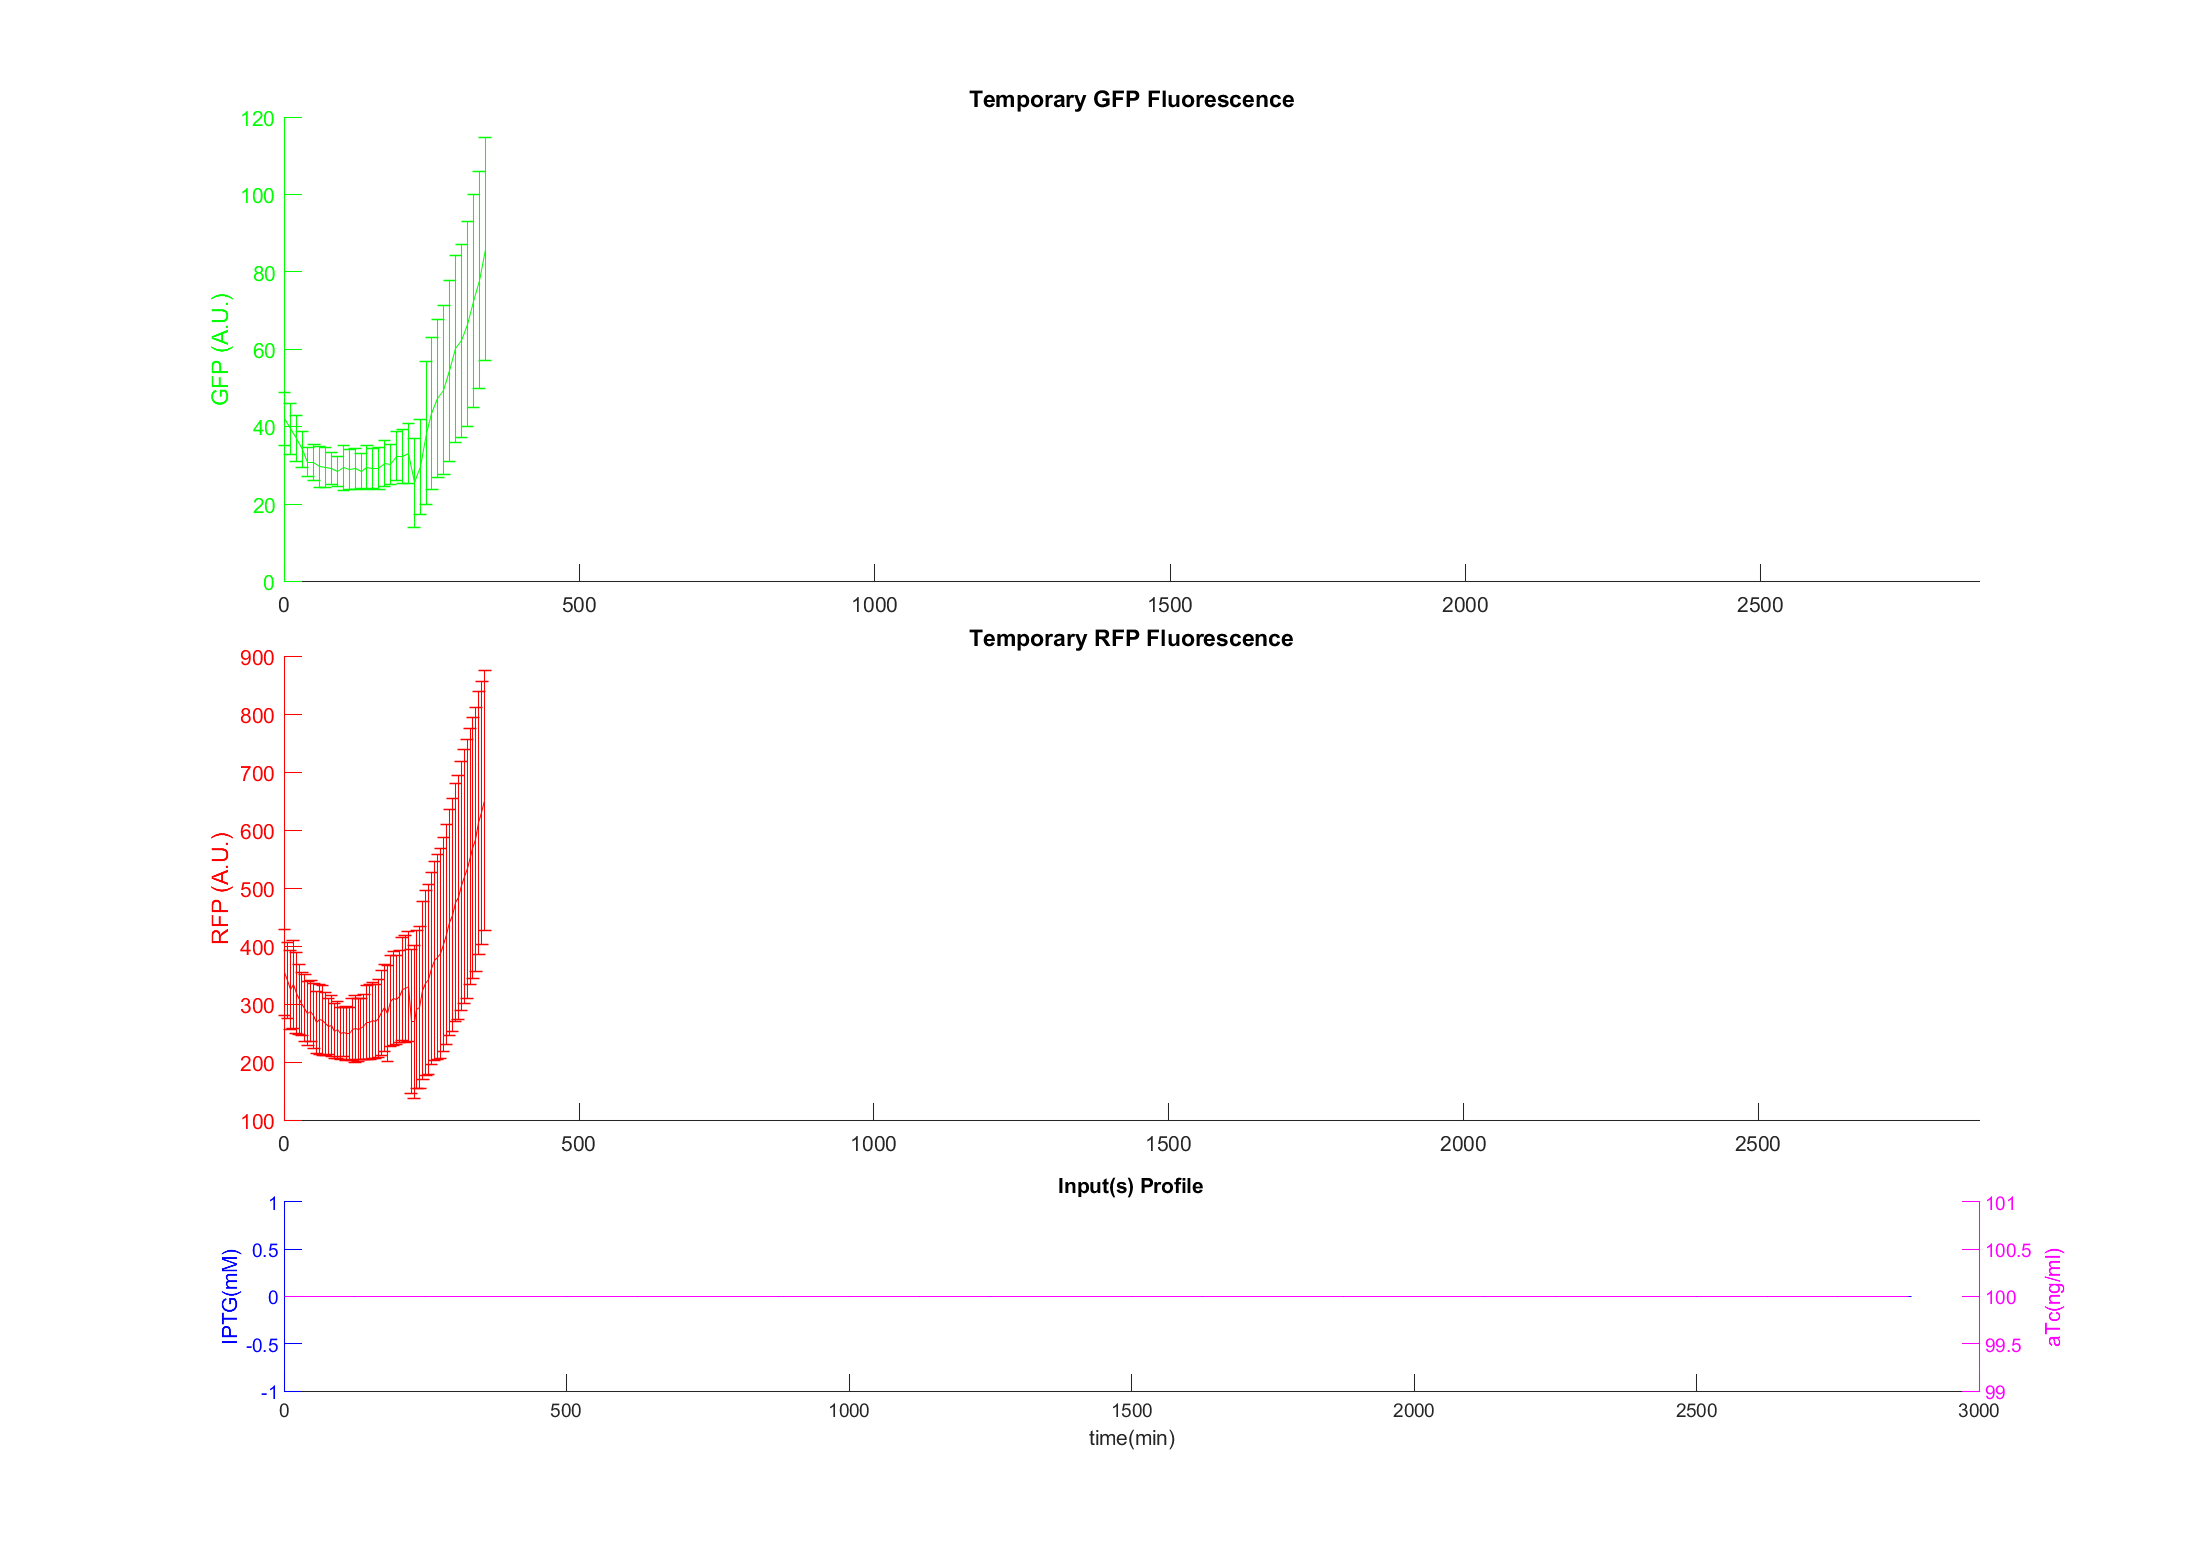 Temporary GFP Fluorescence
120
100
80
60
40
20
0
GFP (A.U.)
0 500 1000 1500 2000 2500
Temporary RFP Fluorescence
900
800
700
600
500
400
300
200
100
RFP (A.U.)
0 500 1000 1500 2000 2500
Input(s) Profile
1
0.5
0
-0.5
-1
IPTG(mM)
101
100.5
100
99.5
99
aTc(ng/ml)
0 500 1000 1500 2000 2500 3000
time(min)